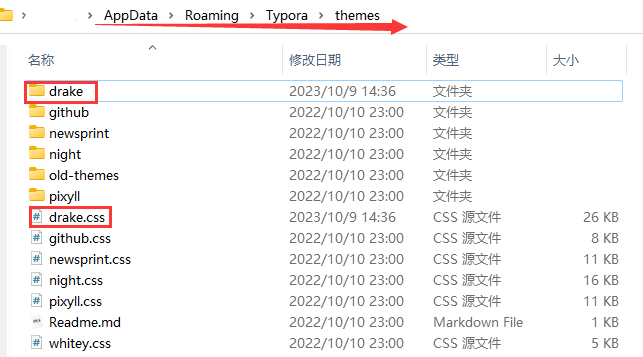 AppData > Roaming > Typora > themes
名称 修改日期 类型 大小
drake 2023/10/9 14:36 文件夹
github 2022/10/10 23:00 文件夹
newsprint 2022/10/10 23:00 文件夹
night 2022/10/10 23:00 文件夹
old-themes 2022/10/10 23:00 文件夹
pixyll 2022/10/10 23:00 文件夹
drake.css 2023/10/9 14:36 CSS 源文件 26 KB
github.css 2022/10/10 23:00 CSS 源文件 8 KB
newsprint.css 2022/10/10 23:00 CSS 源文件 11 KB
night.css 2022/10/10 23:00 CSS 源文件 16 KB
pixyll.css 2022/10/10 23:00 CSS 源文件 11 KB
Readme.md 2022/10/10 23:00 Markdown File 1 KB
whitey.css 2022/10/10 23:00 CSS 源文件 5 KB